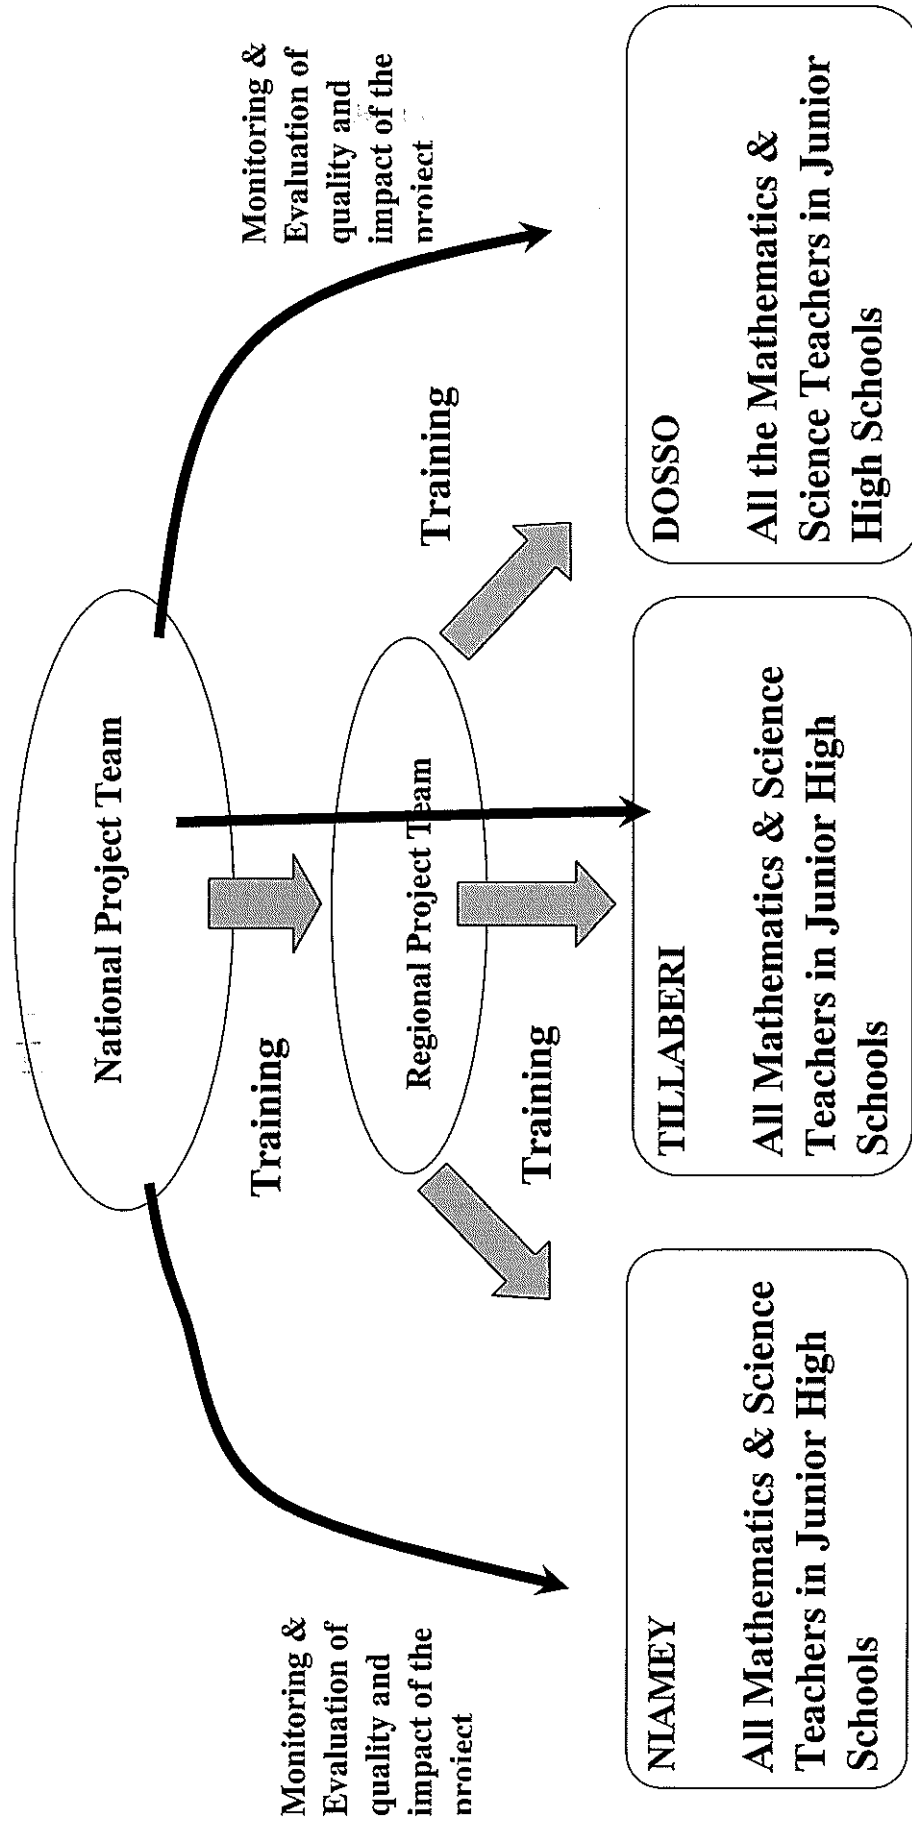 National Project Team
Monitoring &
Evaluation of
quality and
impact of the
project
Monitoring &
Evaluation of
quality and
impact of the
project
Training
Regional Project Team
Training
Training
NIAMEY
All Mathematics & Science
Teachers in Junior High
Schools
TILLABERI
All Mathematics & Science
Teachers in Junior High
Schools
DOSSO
All the Mathematics &
Science Teachers in Junior
High Schools